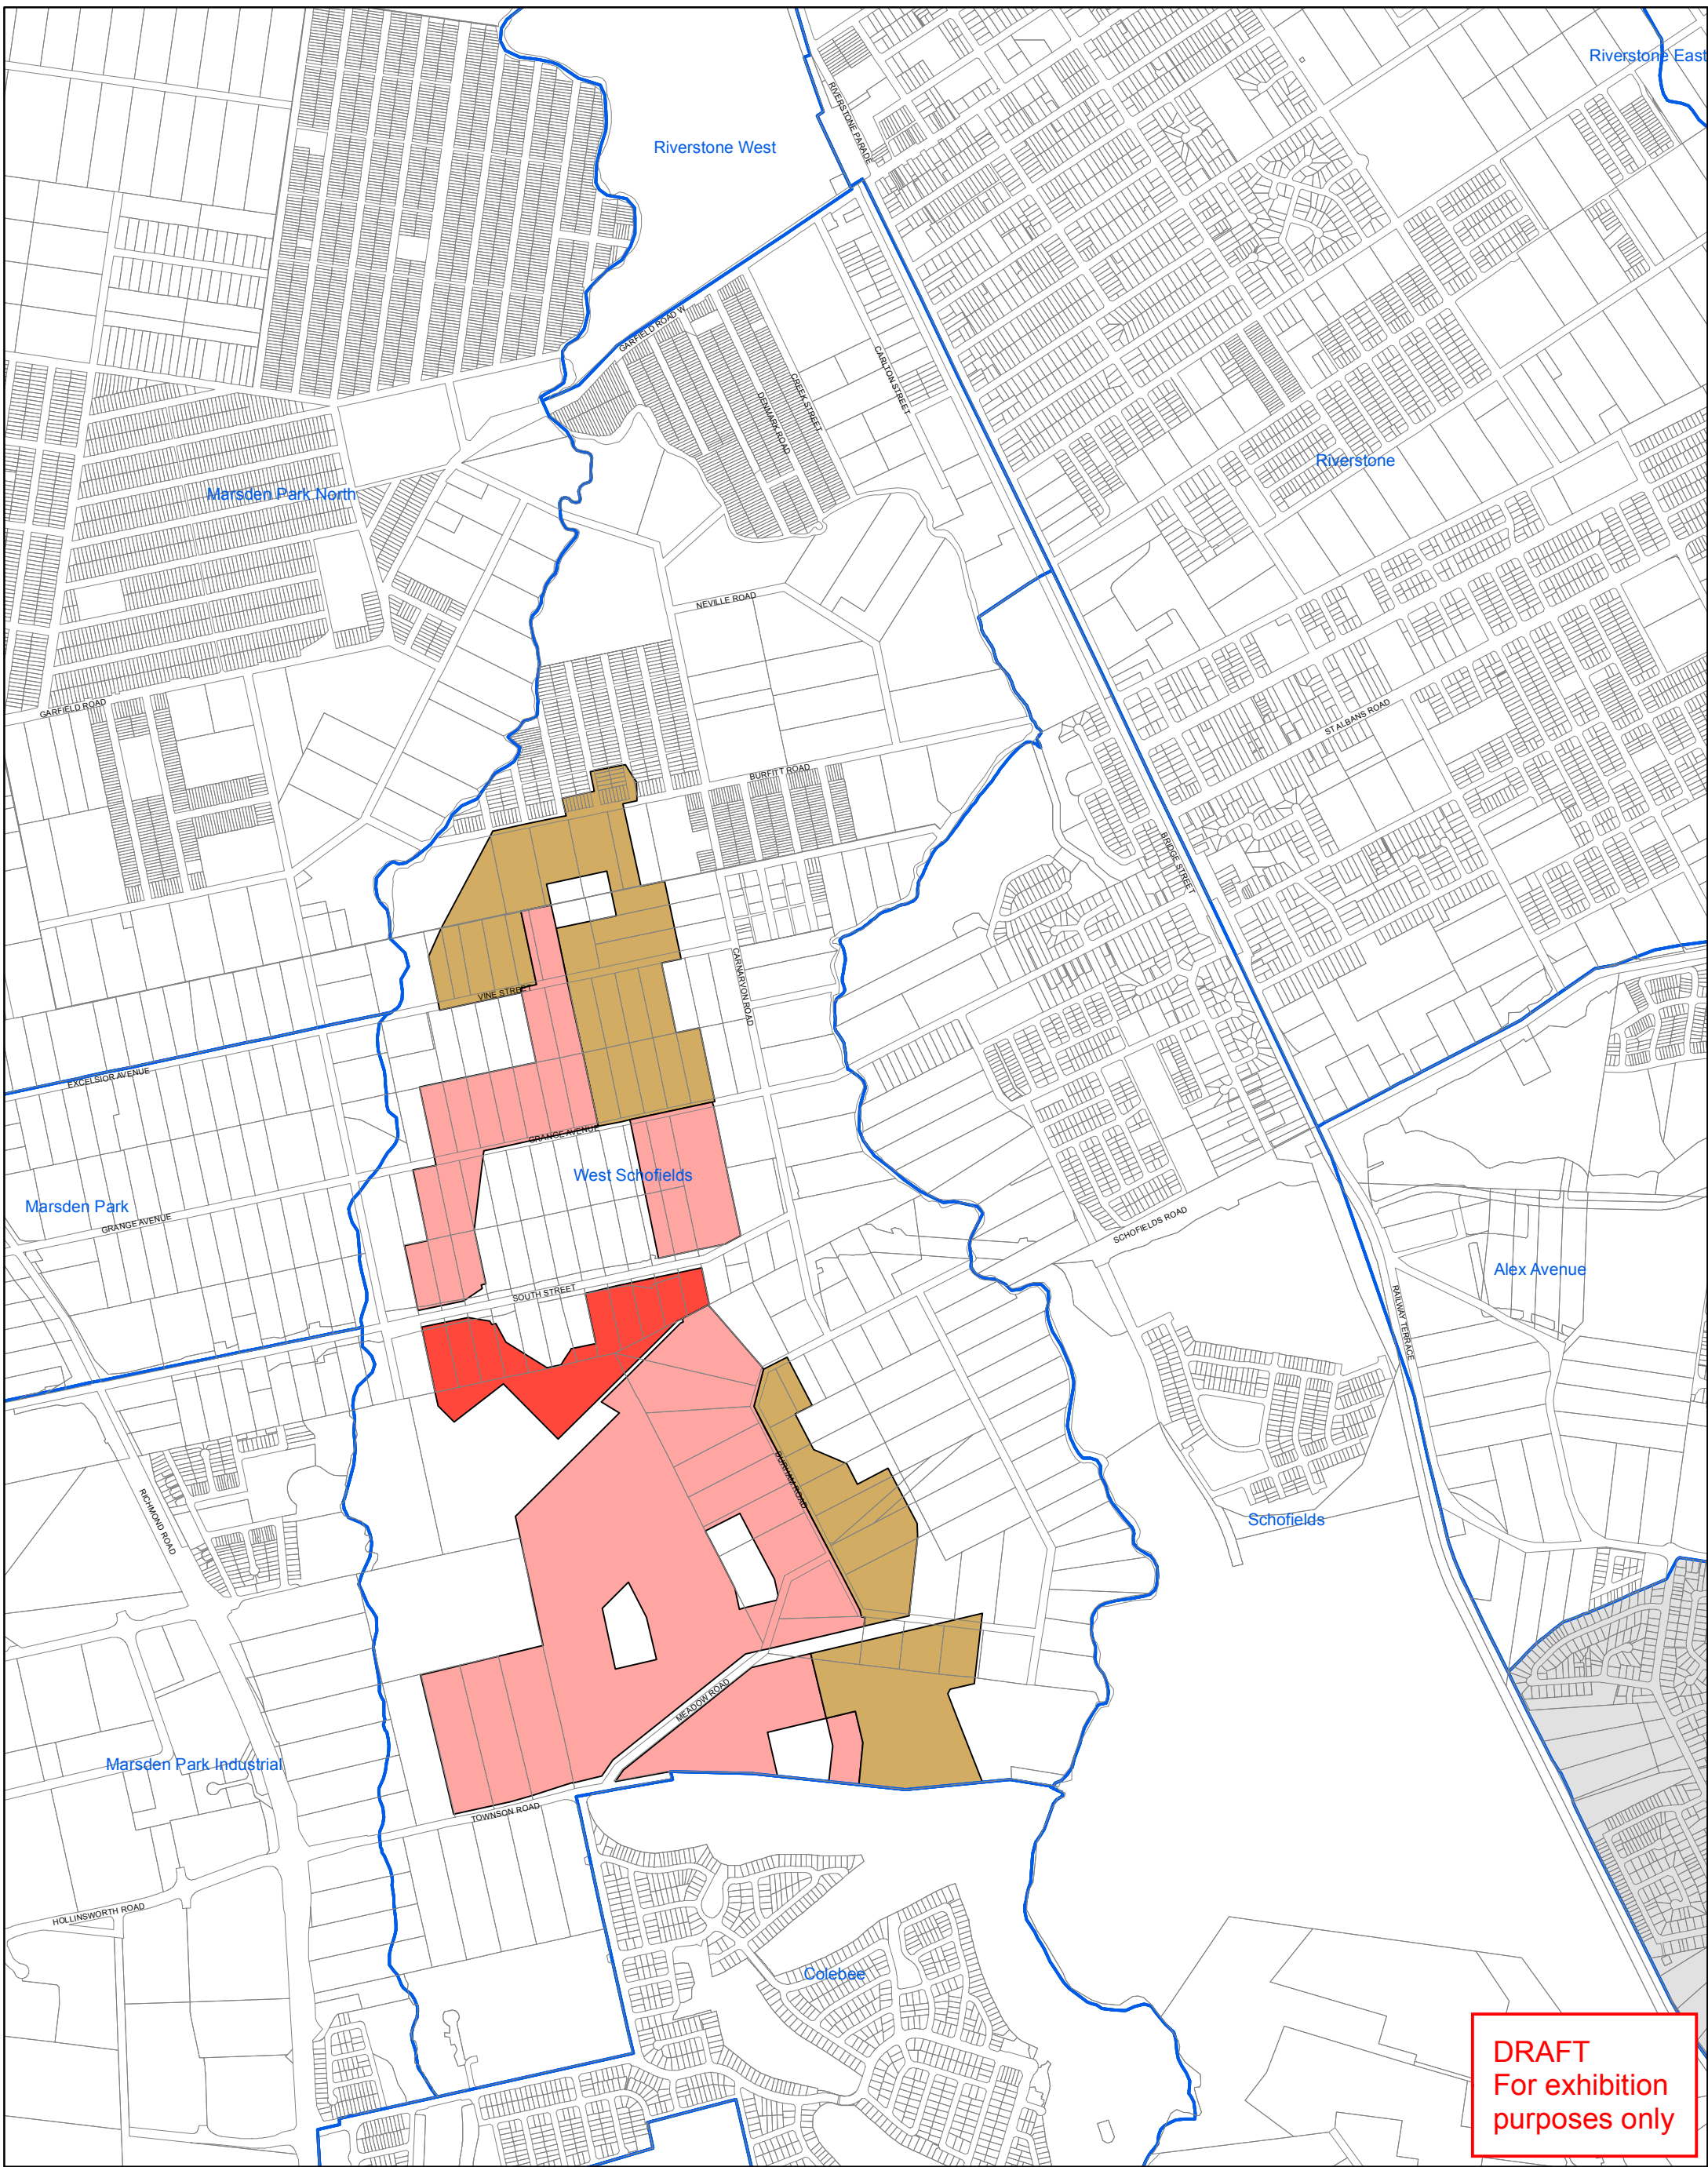 Riverstone East
RIVERSTONE PARADE
Riverstone West
GARFIELD ROAD W
CARLTON STREET
CREEK STREET
DENMARK ROAD
Riverstone
Marsden Park North
NEVILLE ROAD
GARFIELD ROAD
ST ALBANS ROAD
BURFITT ROAD
BRIDGE STREET
CARNARVON ROAD
VINE STREET
EXCELSIOR AVENUE
GRANGE AVENUE
West Schofields
Marsden Park
GRANGE AVENUE
SCHOFIELDS ROAD
Alex Avenue
SOUTH STREET
RAILWAY TERRACE
DURHAM ROAD
RICHMOND ROAD
Schofields
MEADOW ROAD
Marsden Park Industrial
TOWNSON ROAD
HOLLINSWORTH ROAD
Colebee
DRAFT
For exhibition
purposes only